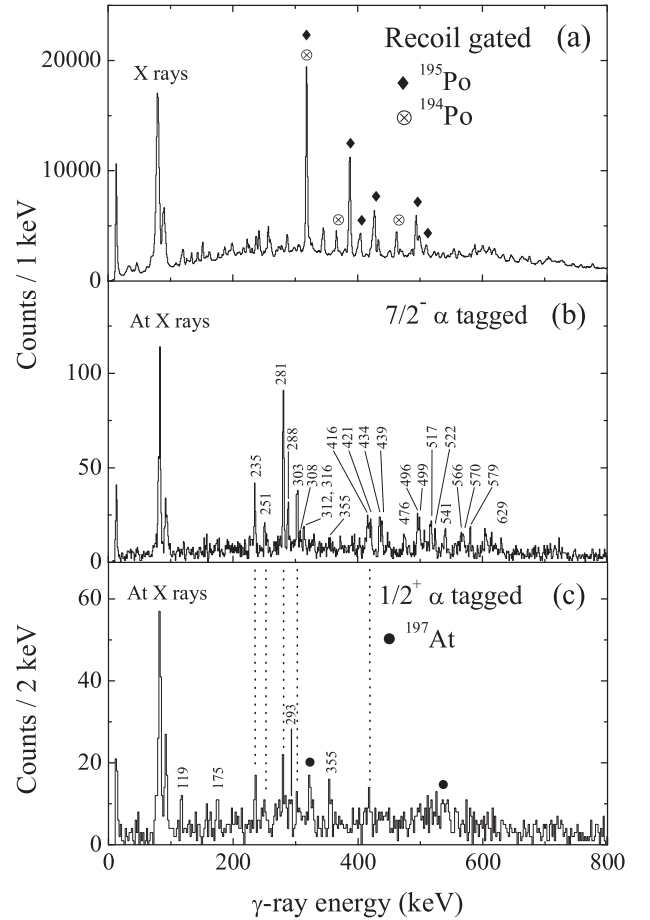 Recoil gated (a)
X rays
♦ ¹⁹⁵Po
⊗ ¹⁹⁴Po
20000
10000
0
Counts / 1 keV
At X rays
7/2⁻ α tagged (b)
100
50
0
235
251
281
288
303
308
312, 316
355
416
421
434
439
476
496
499
517
522
541
566
570
579
629
At X rays
1/2⁺ α tagged (c)
● ¹⁹⁷At
60
40
20
0
Counts / 2 keV
119
175
293
355
0 200 400 600 800
γ-ray energy (keV)